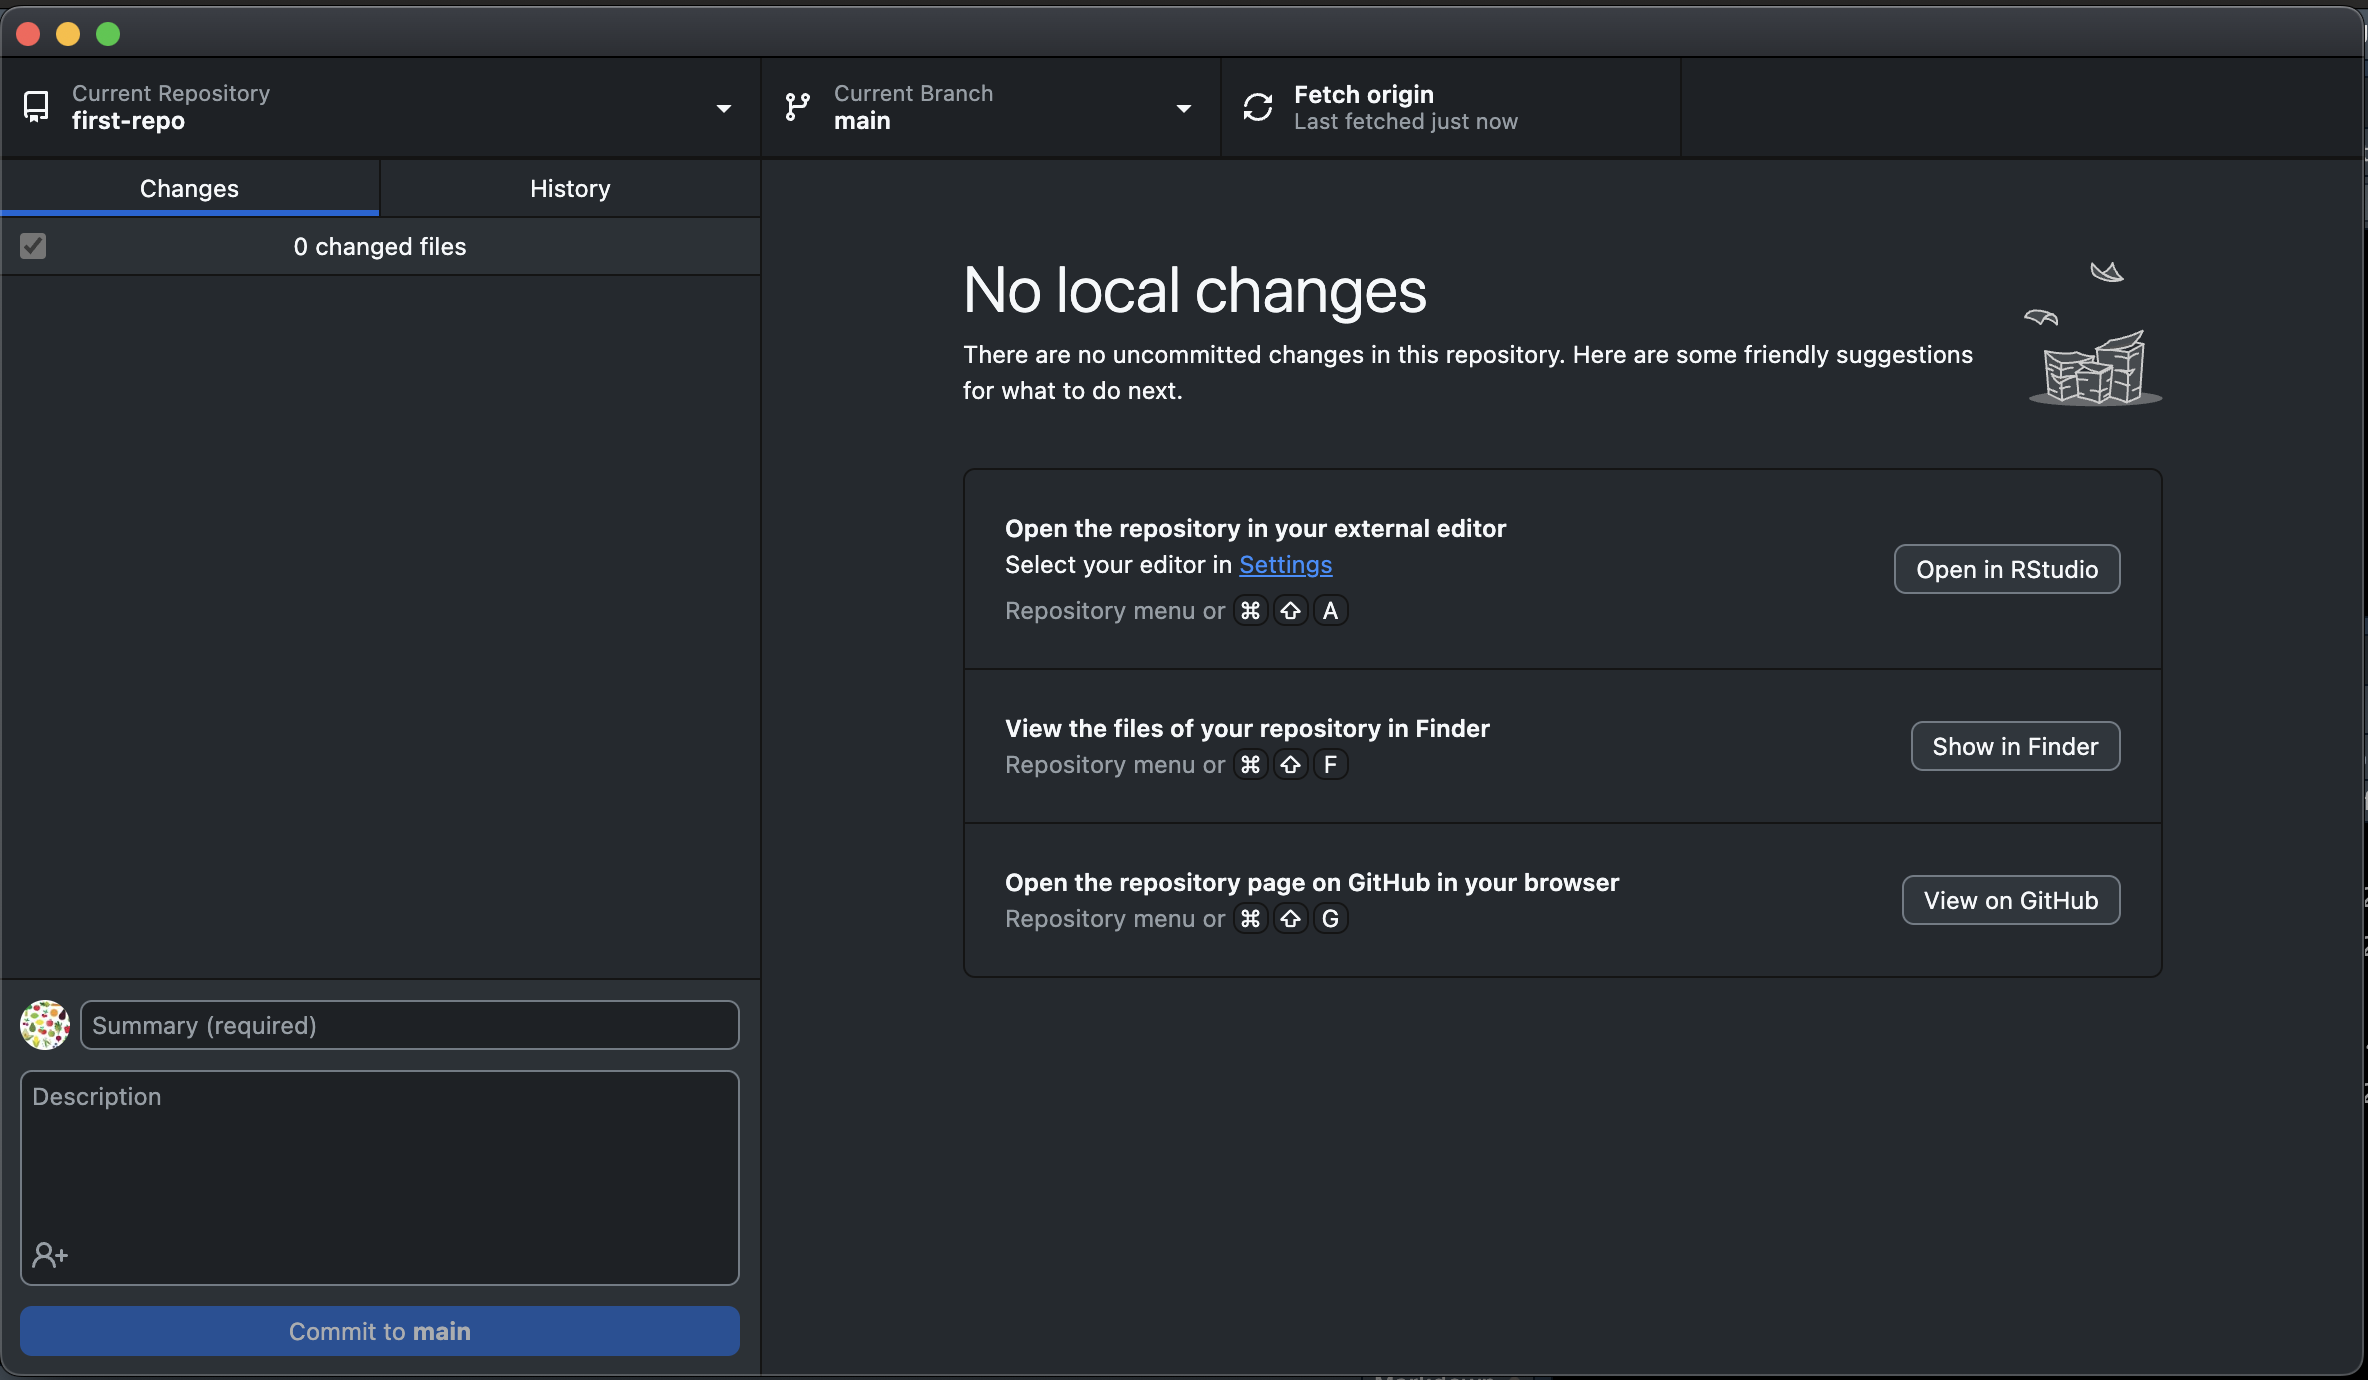 Current Repository
first-repo
Current Branch
main
Fetch origin
Last fetched just now
Changes
History
0 changed files
No local changes
There are no uncommitted changes in this repository. Here are some friendly suggestions
for what to do next.
Open the repository in your external editor
Select your editor in Settings
Repository menu or ⌘ ⇧ A
Open in RStudio
View the files of your repository in Finder
Repository menu or ⌘ ⇧ F
Show in Finder
Open the repository page on GitHub in your browser
Repository menu or ⌘ ⇧ G
View on GitHub
Summary (required)
Description
Commit to main